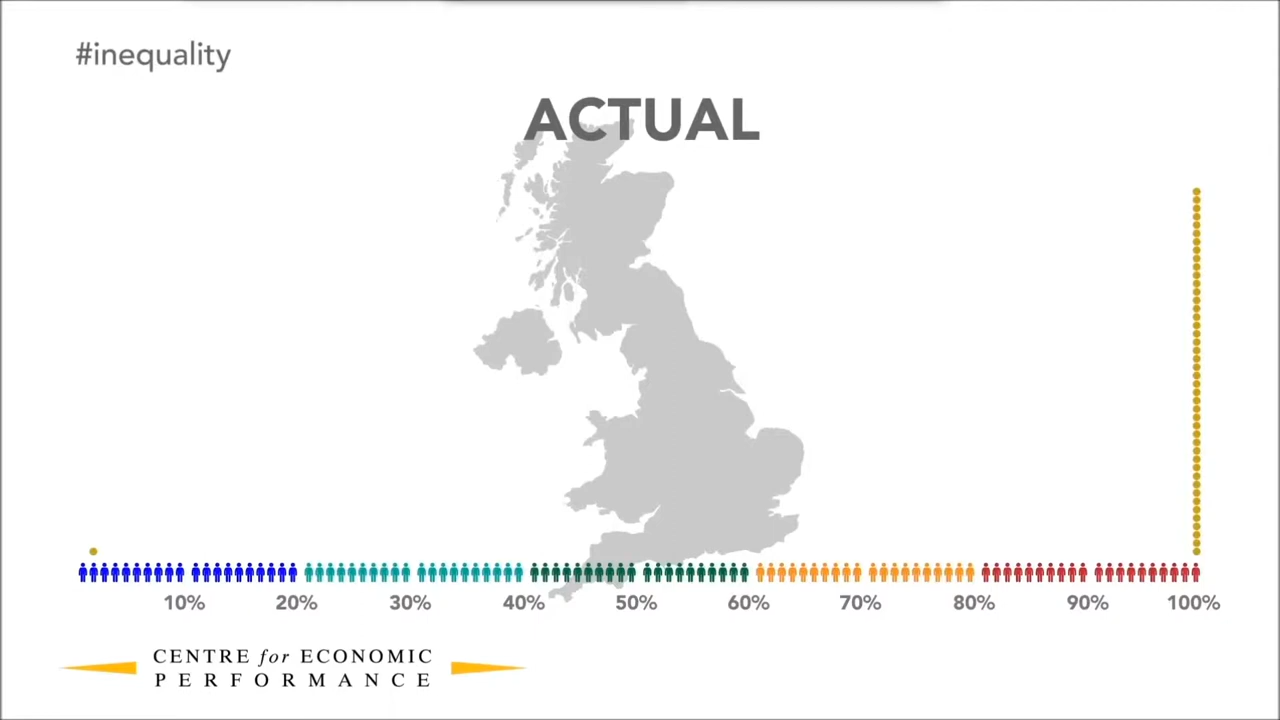 #inequality
ACTUAL
10% 20% 30% 40% 50% 60% 70% 80% 90% 100%
CENTRE for ECONOMIC
PERFORMANCE